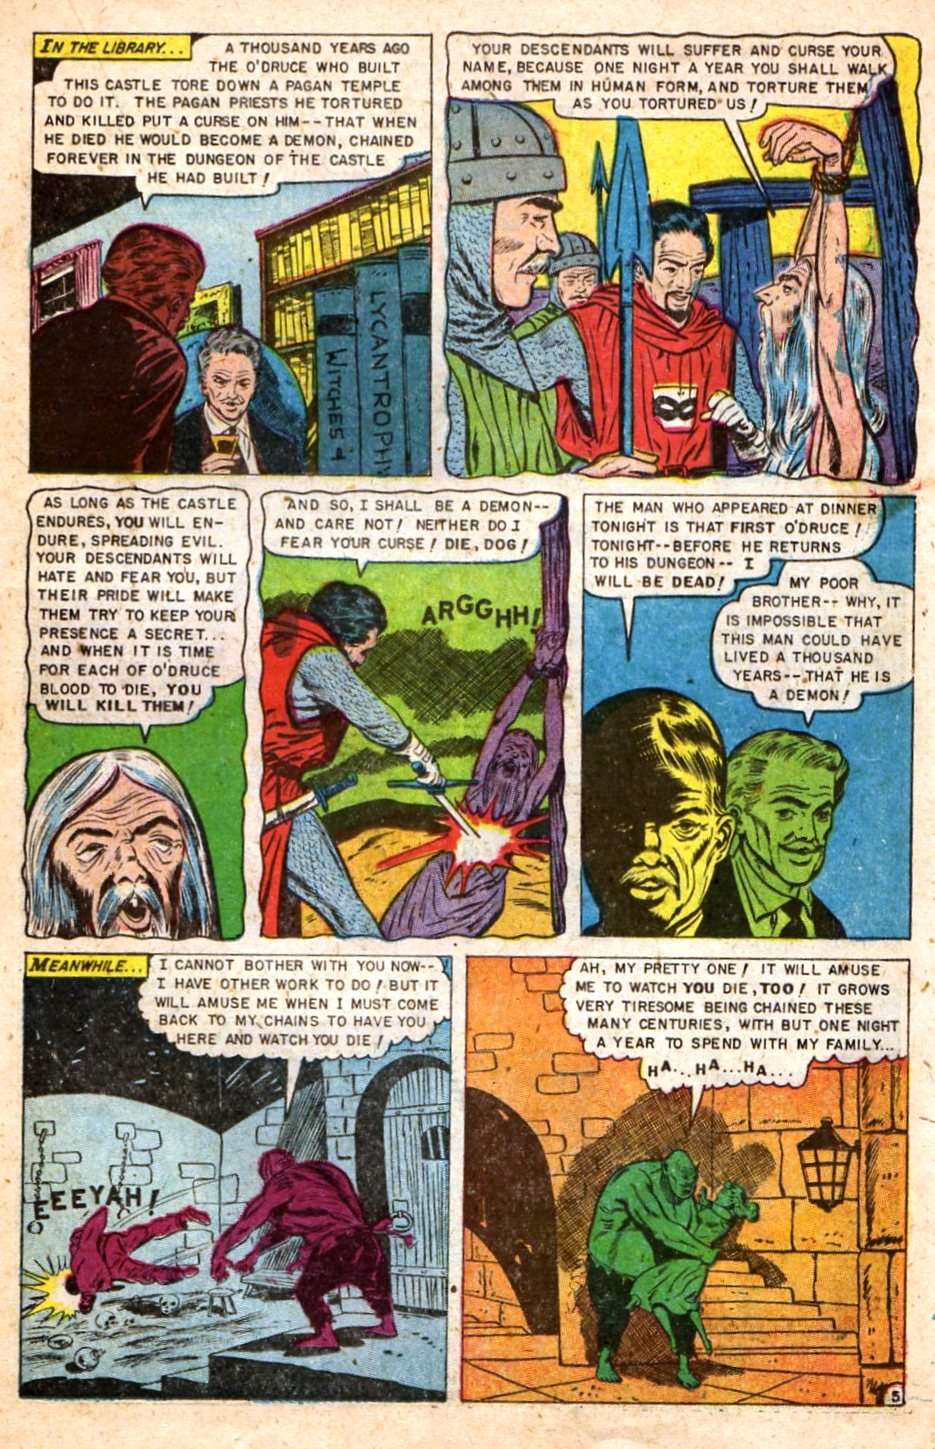 IN THE LIBRARY...
A THOUSAND YEARS AGO
THE O'DRUCE WHO BUILT
THIS CASTLE TORE DOWN A PAGAN TEMPLE
TO DO IT. THE PAGAN PRIESTS HE TORTURED
AND KILLED PUT A CURSE ON HIM--THAT WHEN
HE DIED HE WOULD BECOME A DEMON, CHAINED
FOREVER IN THE DUNGEON OF THE CASTLE
HE HAD BUILT!
LYCANTROPHY
WITCHES 4
YOUR DESCENDANTS WILL SUFFER AND CURSE YOUR
NAME, BECAUSE ONE NIGHT A YEAR YOU SHALL WALK
AMONG THEM IN HUMAN FORM, AND TORTURE THEM
AS YOU TORTURED US!
AS LONG AS THE CASTLE
ENDURES, YOU WILL EN-
DURE, SPREADING EVIL.
YOUR DESCENDANTS WILL
HATE AND FEAR YOU, BUT
THEIR PRIDE WILL MAKE
THEM TRY TO KEEP YOUR
PRESENCE A SECRET...
AND WHEN IT IS TIME
FOR EACH OF O'DRUCE
BLOOD TO DIE, YOU
WILL KILL THEM!
AND SO, I SHALL BE A DEMON--
AND CARE NOT! NEITHER DO I
FEAR YOUR CURSE! DIE, DOG!
ARGGHH!
THE MAN WHO APPEARED AT DINNER
TONIGHT IS THAT FIRST O'DRUCE!
TONIGHT--BEFORE HE RETURNS
TO HIS DUNGEON--I
WILL BE DEAD!
MY POOR
BROTHER--WHY, IT
IS IMPOSSIBLE THAT
THIS MAN COULD HAVE
LIVED A THOUSAND
YEARS--THAT HE IS
A DEMON!
MEANWHILE...
I CANNOT BOTHER WITH YOU NOW--
I HAVE OTHER WORK TO DO! BUT IT
WILL AMUSE ME WHEN I MUST COME
BACK TO MY CHAINS TO HAVE YOU
HERE AND WATCH YOU DIE!
EEEYAH!
AH, MY PRETTY ONE! IT WILL AMUSE
ME TO WATCH YOU DIE, TOO! IT GROWS
VERY TIRESOME BEING CHAINED THESE
MANY CENTURIES, WITH BUT ONE NIGHT
A YEAR TO SPEND WITH MY FAMILY...
HA...HA...HA...
5